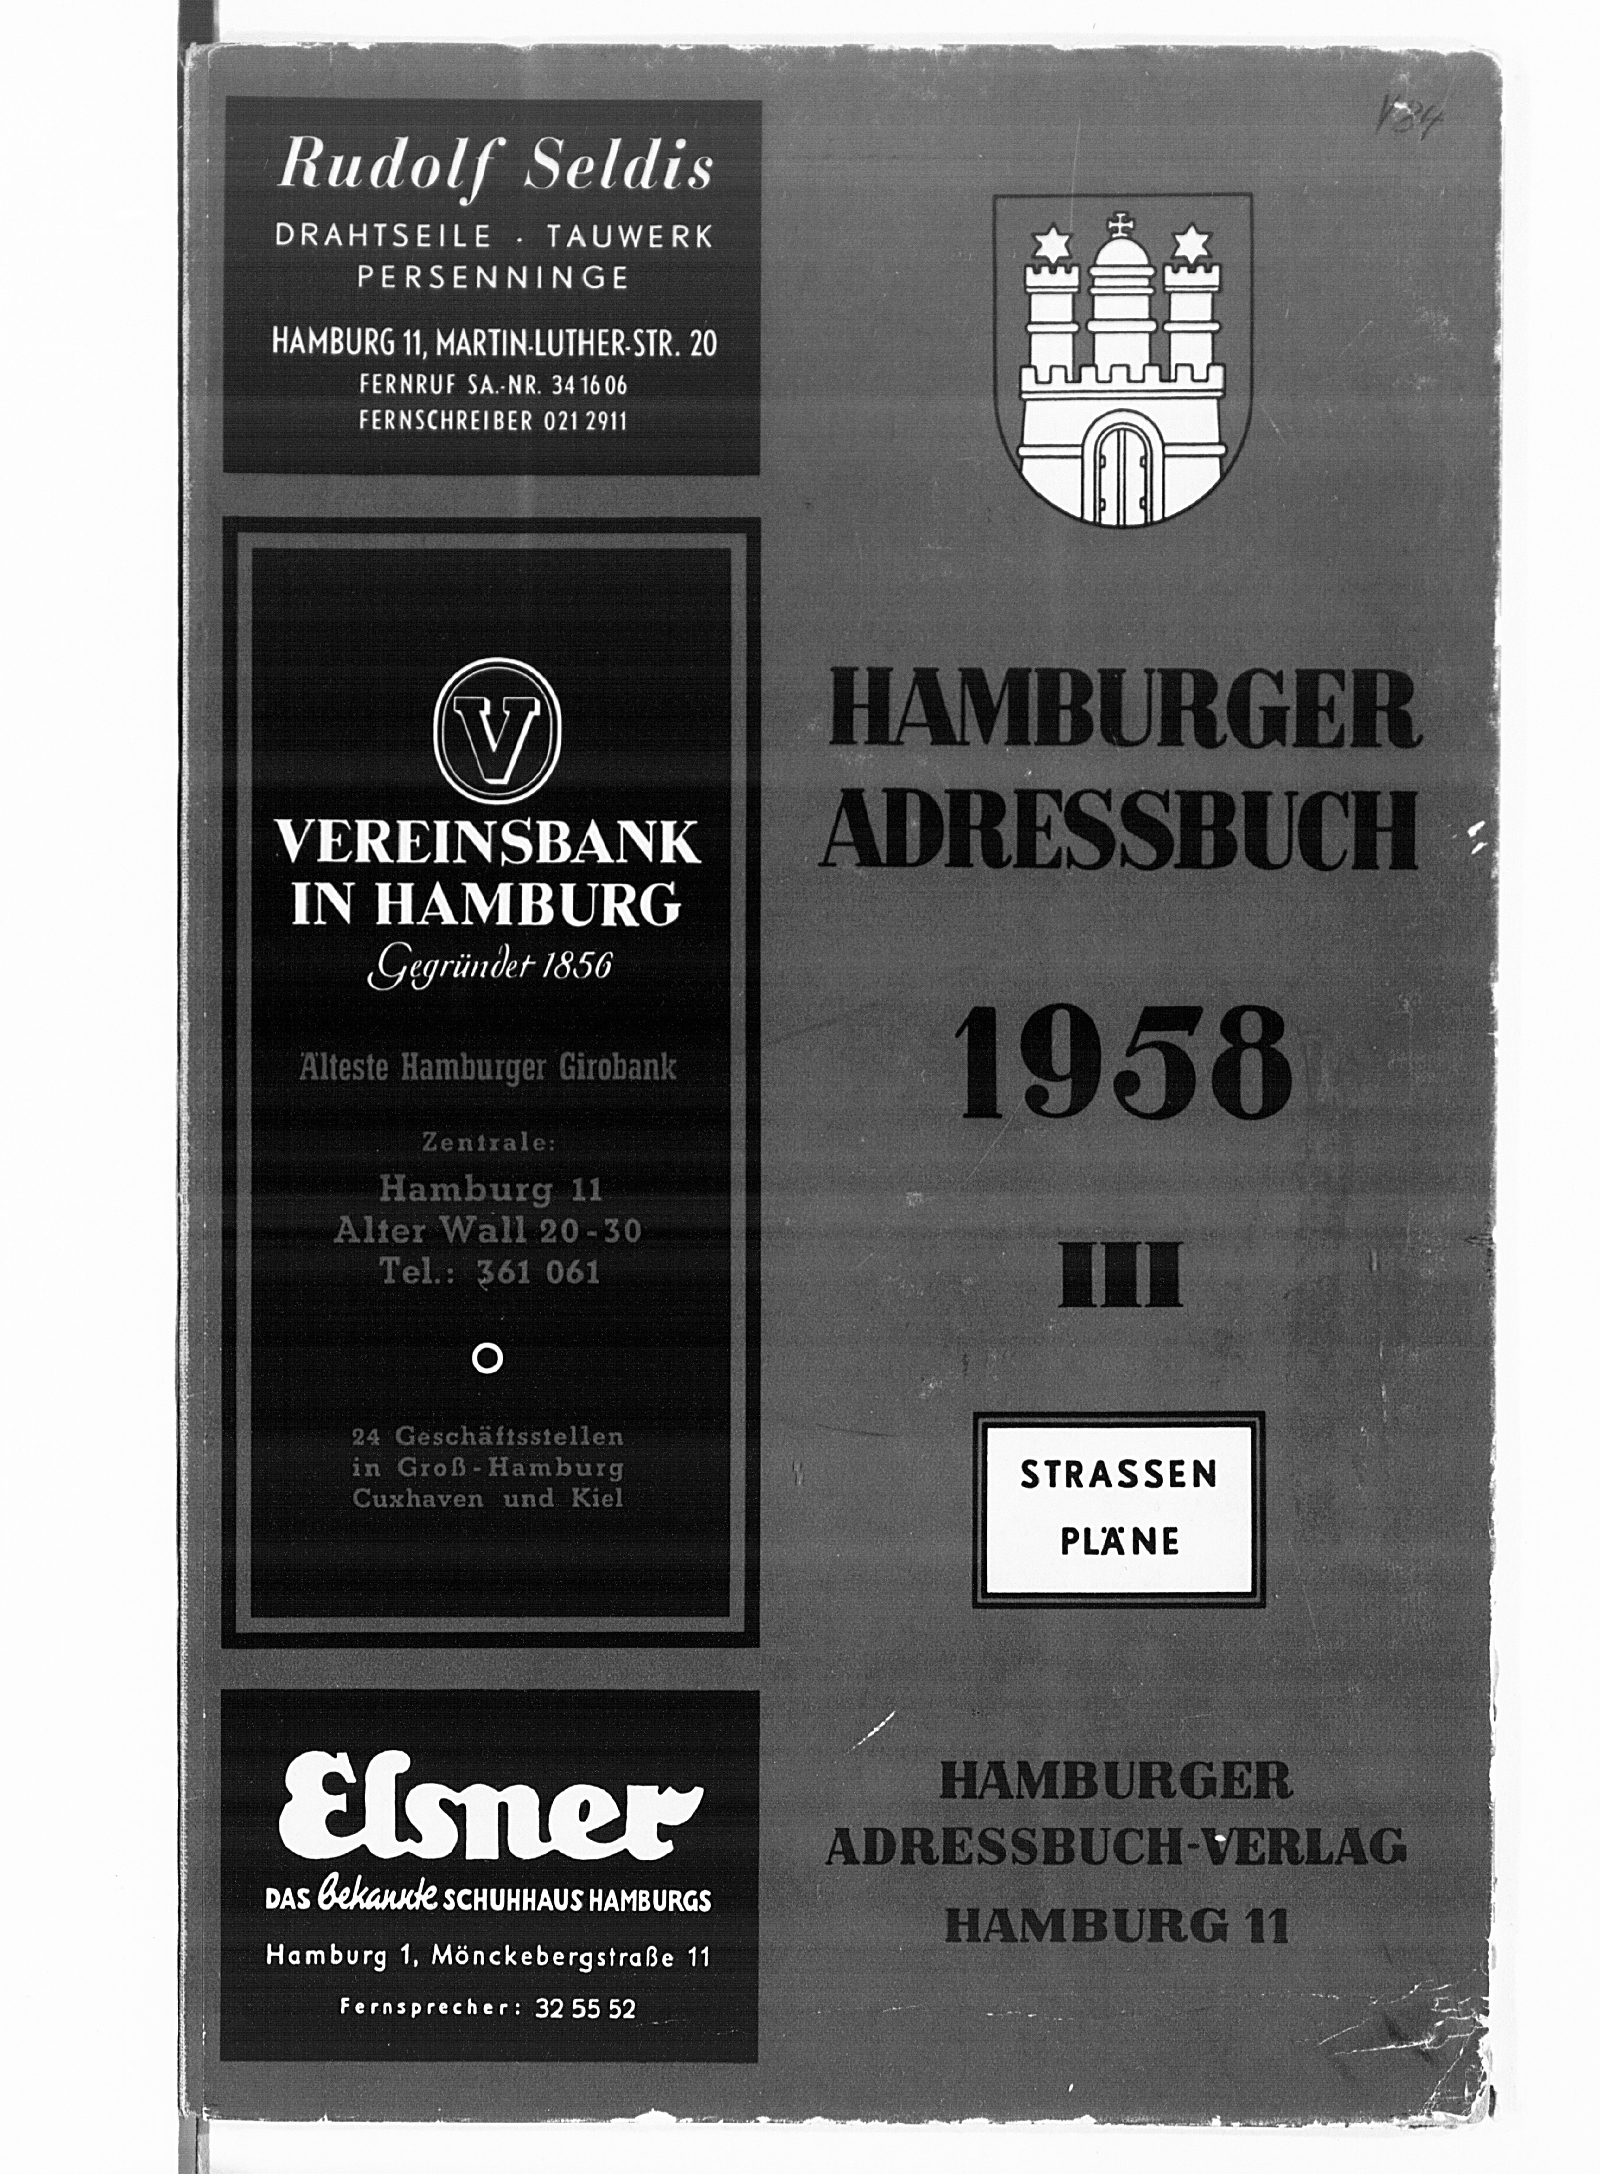 Rudolf Seldis
DRAHTSEILE · TAUWERK
PERSENNINGE
HAMBURG 11, MARTIN-LUTHER-STR. 20
FERNRUF SA.-NR. 34 16 06
FERNSCHREIBER 021 2911
V
VEREINSBANK
IN HAMBURG
Gegründet 1856
Älteste Hamburger Girobank
Zentrale:
Hamburg 11
Alter Wall 20-30
Tel.: 361 061
24 Geschäftsstellen
in Groß-Hamburg
Cuxhaven und Kiel
Elsner
DAS bekannte SCHUHHAUS HAMBURGS
Hamburg 1, Mönckebergstraße 11
Fernsprecher: 32 55 52
HAMBURGER
ADRESSBUCH
1958
III
STRASSEN
PLÄNE
HAMBURGER
ADRESSBUCH-VERLAG
HAMBURG 11